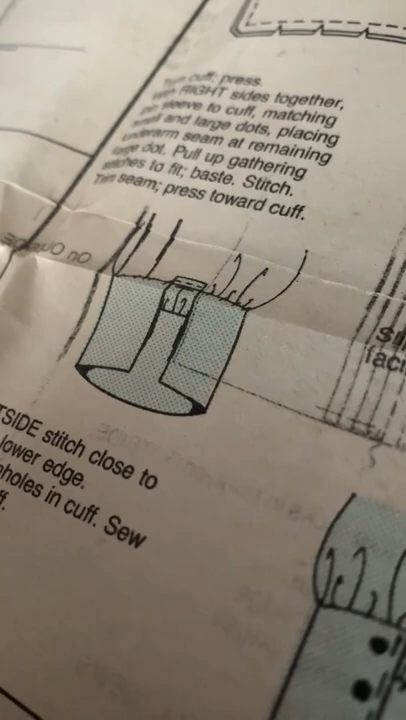 Turn cuff; press.
With RIGHT sides together,
pin sleeve to cuff, matching
small and large dots, placing
underarm seam at remaining
large dot. Pull up gathering
stitches to fit; baste. Stitch.
Trim seam; press toward cuff.
SIDE stitch close to
lower edge.
holes in cuff. Sew